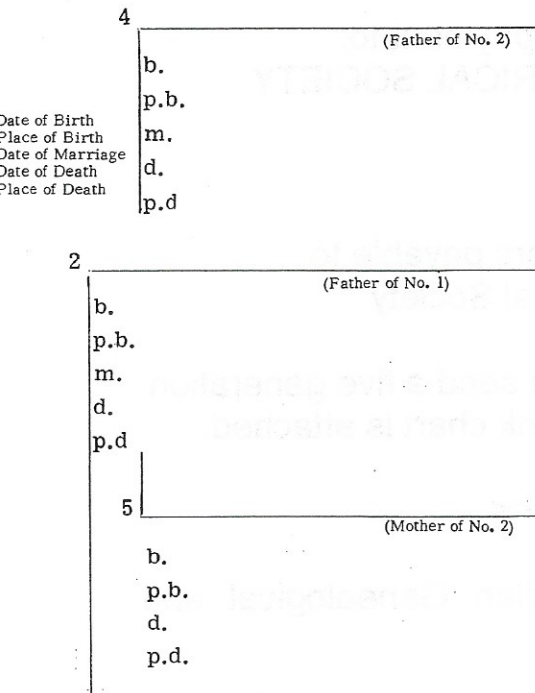 4
(Father of No. 2)
b.
p.b.
Date of Birth
Place of Birth
m.
Date of Marriage
Date of Death
d.
Place of Death
p.d
2
(Father of No. 1)
b.
p.b.
m.
d.
p.d
5
(Mother of No. 2)
b.
p.b.
d.
p.d.